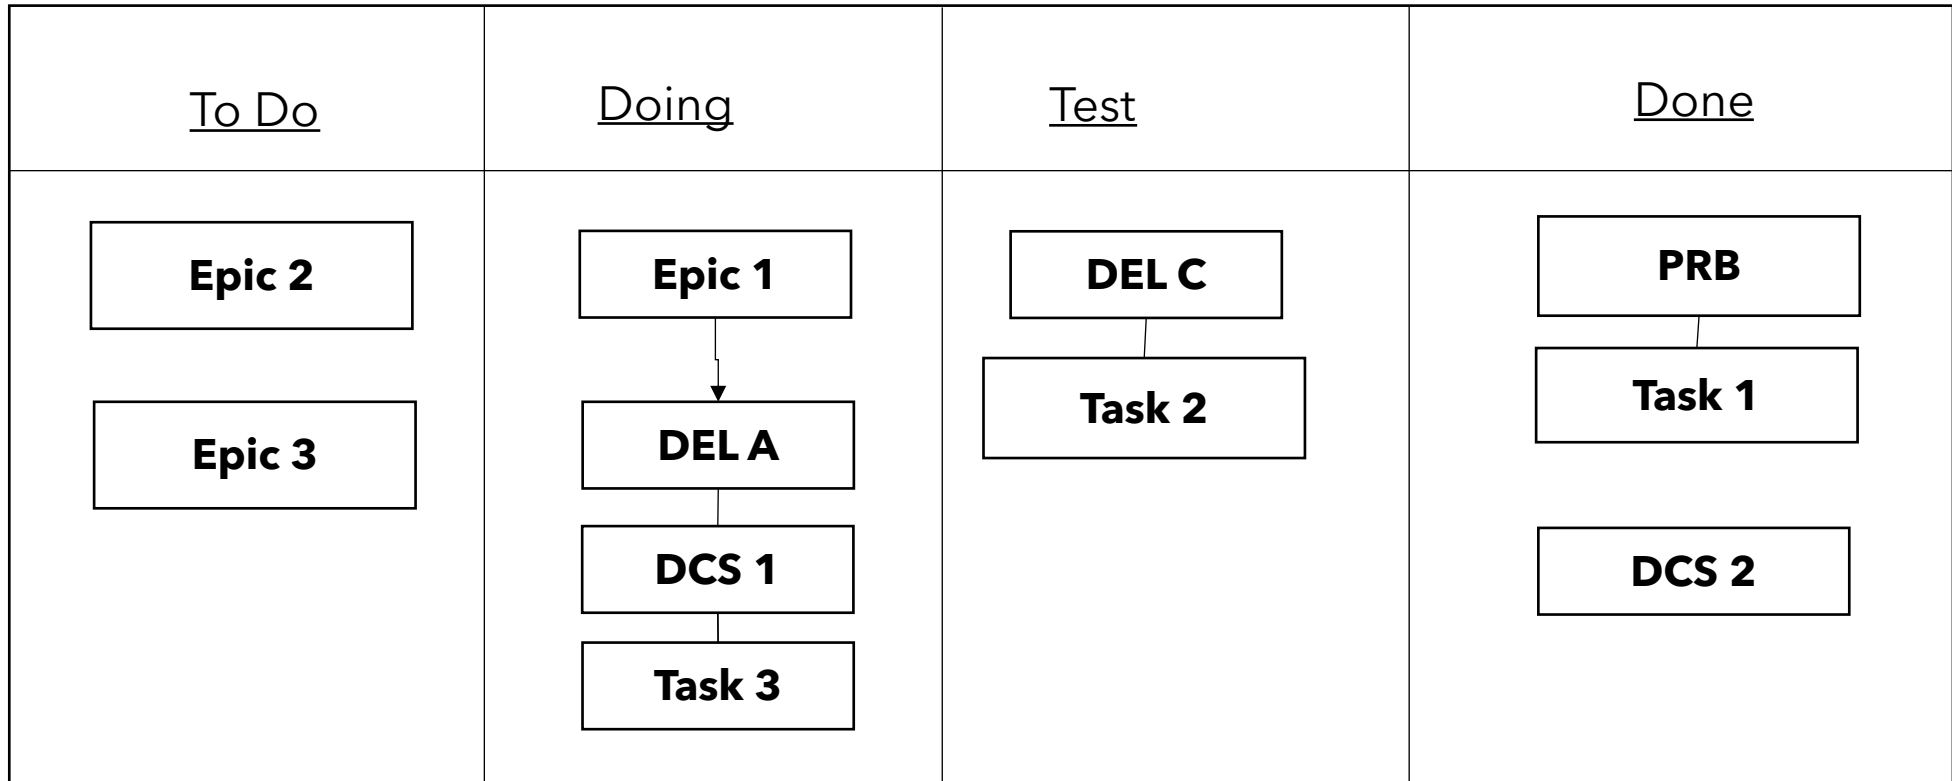 To Do
Doing
Test
Done
Epic 2
Epic 3
Epic 1
DEL A
DCS 1
Task 3
DEL C
Task 2
PRB
Task 1
DCS 2